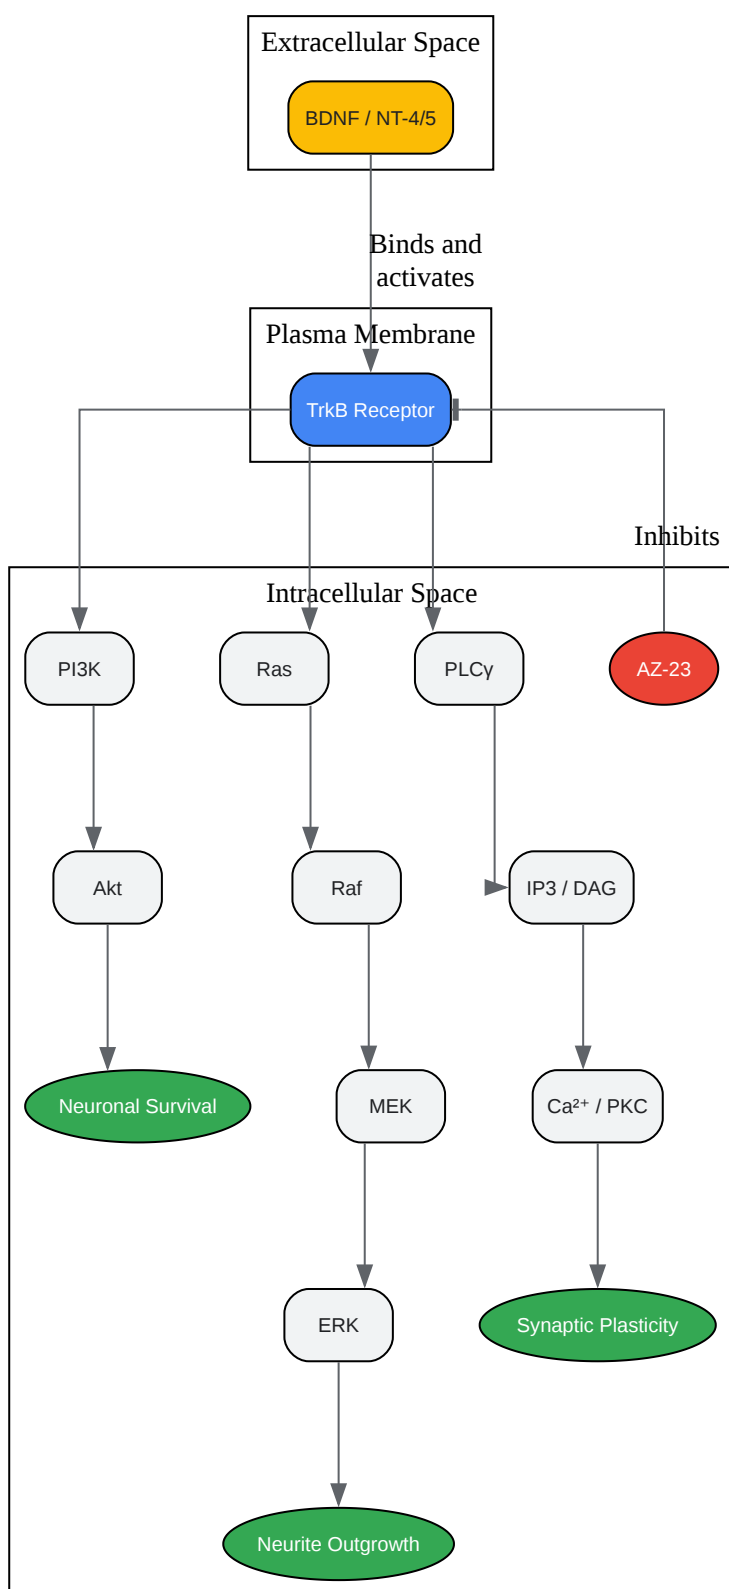 Extracellular Space
BDNF / NT-4/5
Binds and
activates
Plasma Membrane
TrkB Receptor
Inhibits
Intracellular Space
PI3K
Ras
PLCγ
AZ-23
Akt
Raf
IP3 / DAG
Neuronal Survival
MEK
Ca²⁺ / PKC
ERK
Synaptic Plasticity
Neurite Outgrowth